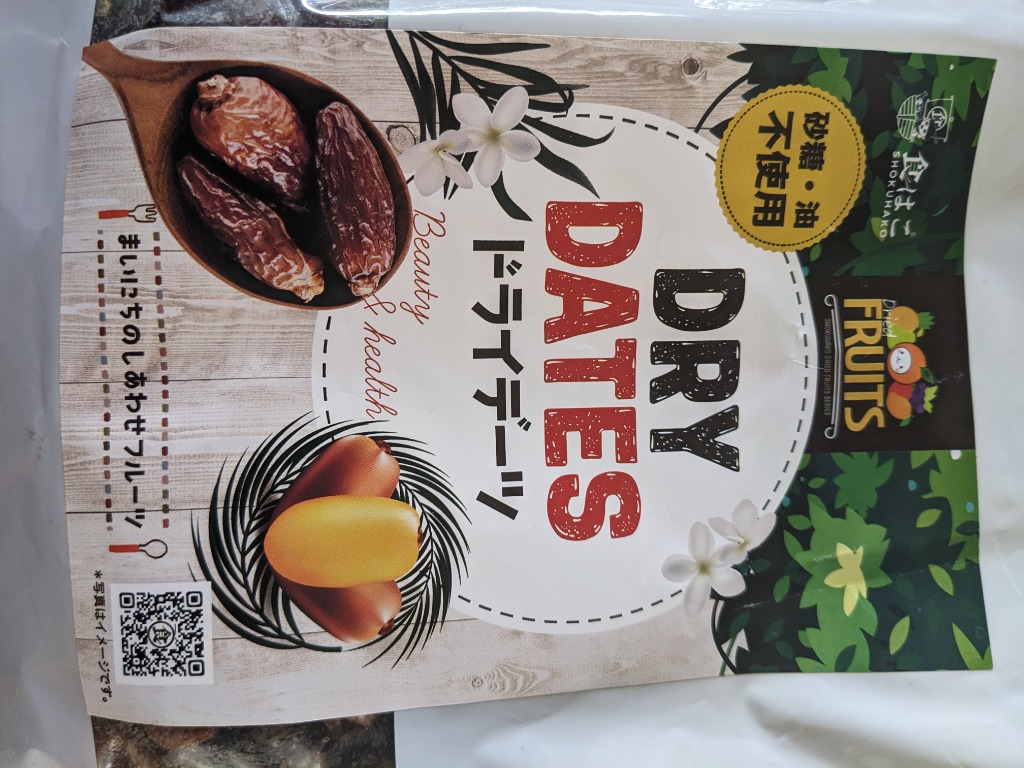 食はこ
SHOKUHAKO
Dried
FRUITS
砂糖・油
不使用
DRY
DATES
ドライデーツ
Beauty
& health
まいにちのしあわせフルーツ
食
＊写真はイメージです。